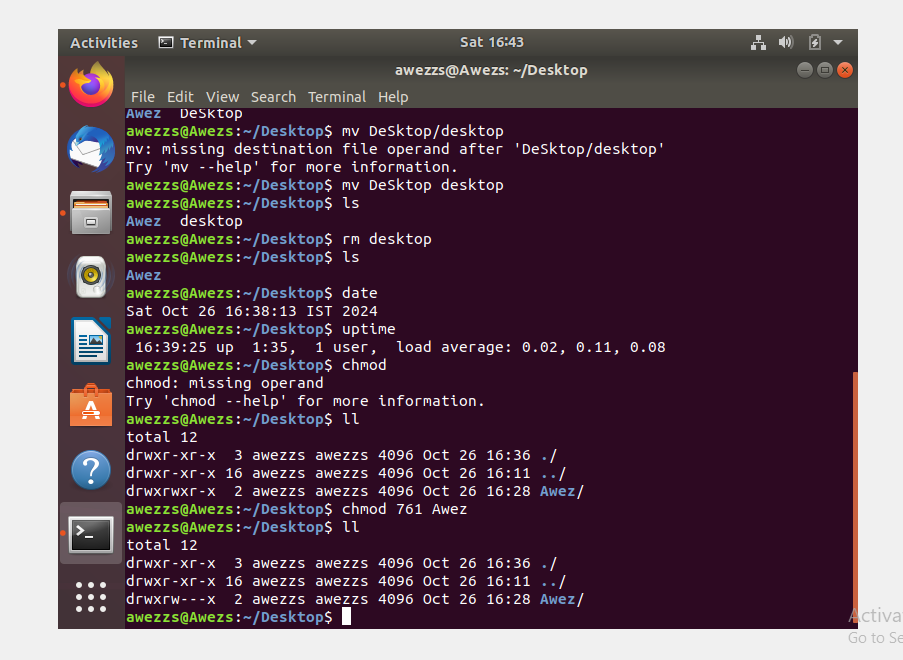 Activities Terminal Sat 16:43
awezzs@Awezs: ~/Desktop
File Edit View Search Terminal Help
Awez  DeSktop
awezzs@Awezs:~/Desktop$ mv DeSktop/desktop
mv: missing destination file operand after 'DeSktop/desktop'
Try 'mv --help' for more information.
awezzs@Awezs:~/Desktop$ mv DeSktop desktop
awezzs@Awezs:~/Desktop$ ls
Awez  desktop
awezzs@Awezs:~/Desktop$ rm desktop
awezzs@Awezs:~/Desktop$ ls
Awez
awezzs@Awezs:~/Desktop$ date
Sat Oct 26 16:38:13 IST 2024
awezzs@Awezs:~/Desktop$ uptime
 16:39:25 up  1:35,  1 user,  load average: 0.02, 0.11, 0.08
awezzs@Awezs:~/Desktop$ chmod
chmod: missing operand
Try 'chmod --help' for more information.
awezzs@Awezs:~/Desktop$ ll
total 12
drwxr-xr-x  3 awezzs awezzs 4096 Oct 26 16:36 ./
drwxr-xr-x 16 awezzs awezzs 4096 Oct 26 16:11 ../
drwxrwxr-x  2 awezzs awezzs 4096 Oct 26 16:28 Awez/
awezzs@Awezs:~/Desktop$ chmod 761 Awez
awezzs@Awezs:~/Desktop$ ll
total 12
drwxr-xr-x  3 awezzs awezzs 4096 Oct 26 16:36 ./
drwxr-xr-x 16 awezzs awezzs 4096 Oct 26 16:11 ../
drwxrw---x  2 awezzs awezzs 4096 Oct 26 16:28 Awez/
awezzs@Awezs:~/Desktop$
Activa
Go to Se